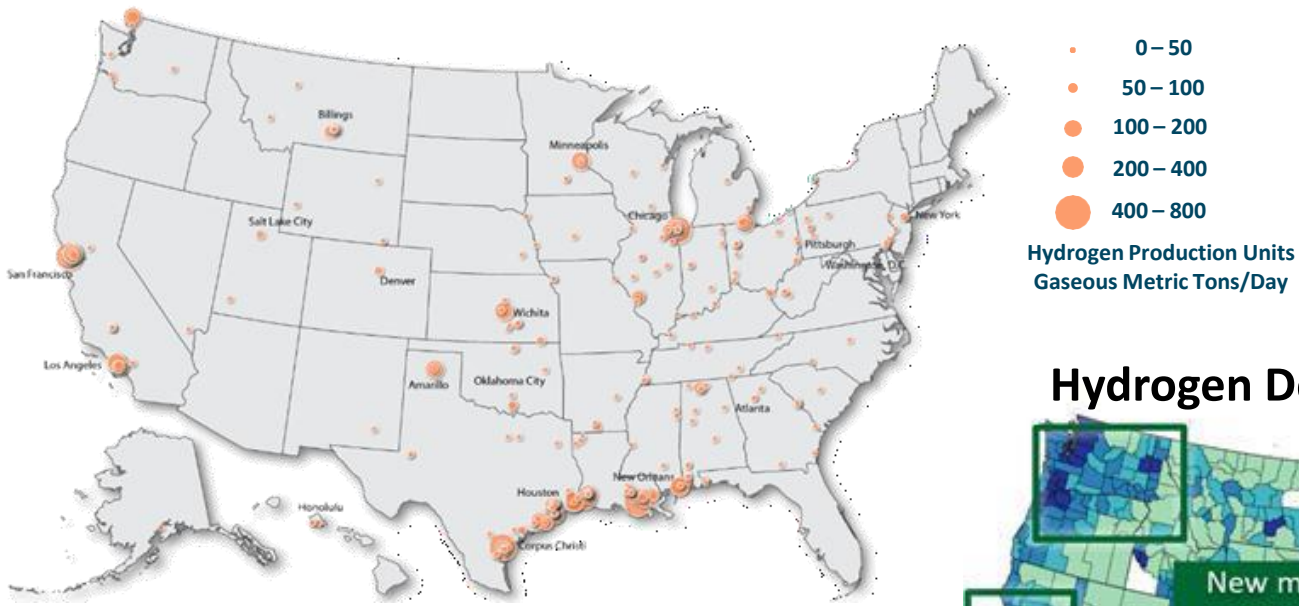 Billings
Minneapolis
Salt Lake City
Chicago
New York
Pittsburgh
Washington, D.C.
San Francisco
Denver
Wichita
Los Angeles
Amarillo
Oklahoma City
Atlanta
New Orleans
Houston
Honolulu
Corpus Christi
0 – 50
50 – 100
100 – 200
200 – 400
400 – 800
Hydrogen Production Units
Gaseous Metric Tons/Day
Hydrogen De
New m